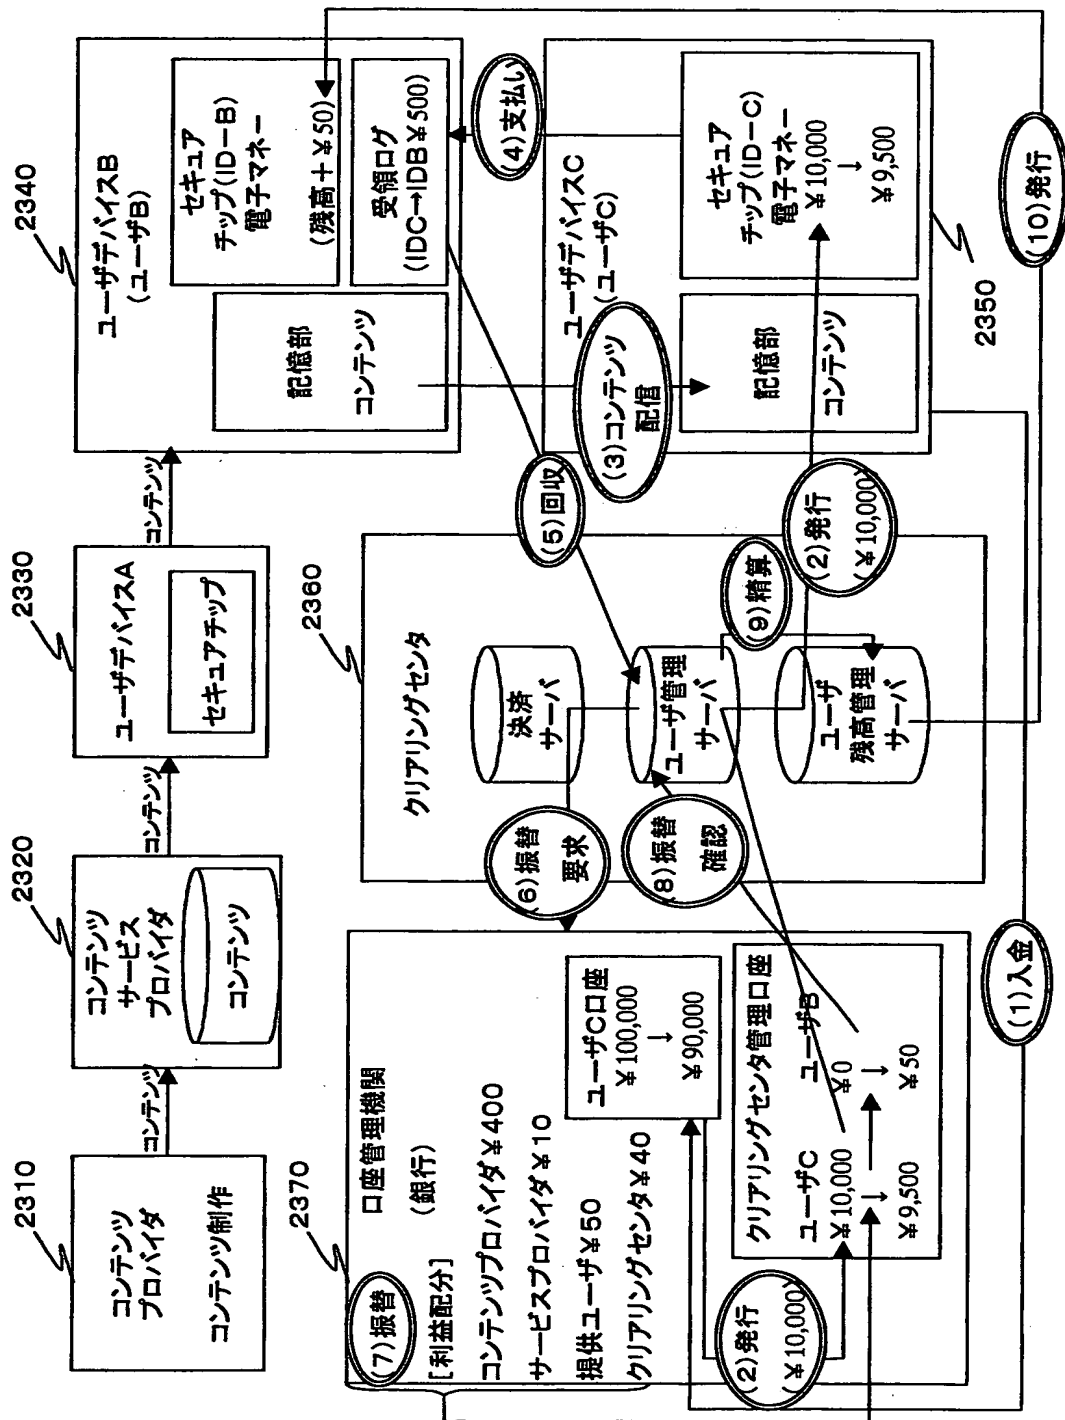 2310
コンテンツ
プロバイダ
コンテンツ制作
コンテンツ
2320
コンテンツ
サービス
プロバイダ
コンテンツ
コンテンツ
2330
ユーザデバイスA
セキュアチップ
コンテンツ
2340
ユーザデバイスB
(ユーザB)
セキュア
チップ(ID-B)
電子マネー
(残高+¥50)
受領ログ
(IDC→IDB¥500)
記憶部
コンテンツ
(4)支払い
(3)コンテンツ
配信
ユーザデバイスC
(ユーザC)
セキュア
チップ(ID-C)
電子マネー
¥10,000
↓
¥9,500
記憶部
コンテンツ
2350
2360
クリアリングセンタ
決済
サーバ
ユーザ管理
サーバ
ユーザ
残高管理
サーバ
(5)回収
(9)精算
(2)発行
(¥10,000)
(6)振替
要求
(8)振替
確認
(10)発行
(1)入金
2370
口座管理機関
(銀行)
(7)振替
[利益配分]
コンテンツプロバイダ¥400
サービスプロバイダ¥10
提供ユーザ¥50
クリアリングセンタ¥40
ユーザC口座
¥100,000
↓
¥90,000
クリアリングセンタ管理口座
ユーザC ユーザB
¥10,000 ¥0
↓ ↓
¥9,500 ¥50
(2)発行
(¥10,000)